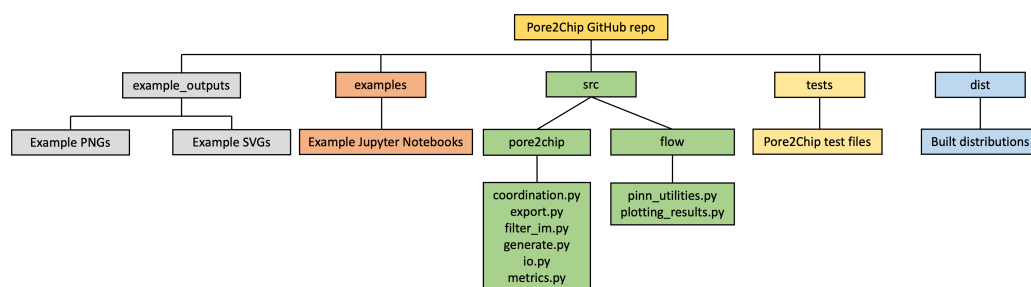 Pore2Chip GitHub repo
example_outputs
examples
src
tests
dist
Example PNGs
Example SVGs
Example Jupyter Notebooks
pore2chip
flow
Pore2Chip test files
Built distributions
coordination.py
export.py
filter_im.py
generate.py
io.py
metrics.py
pinn_utilities.py
plotting_results.py